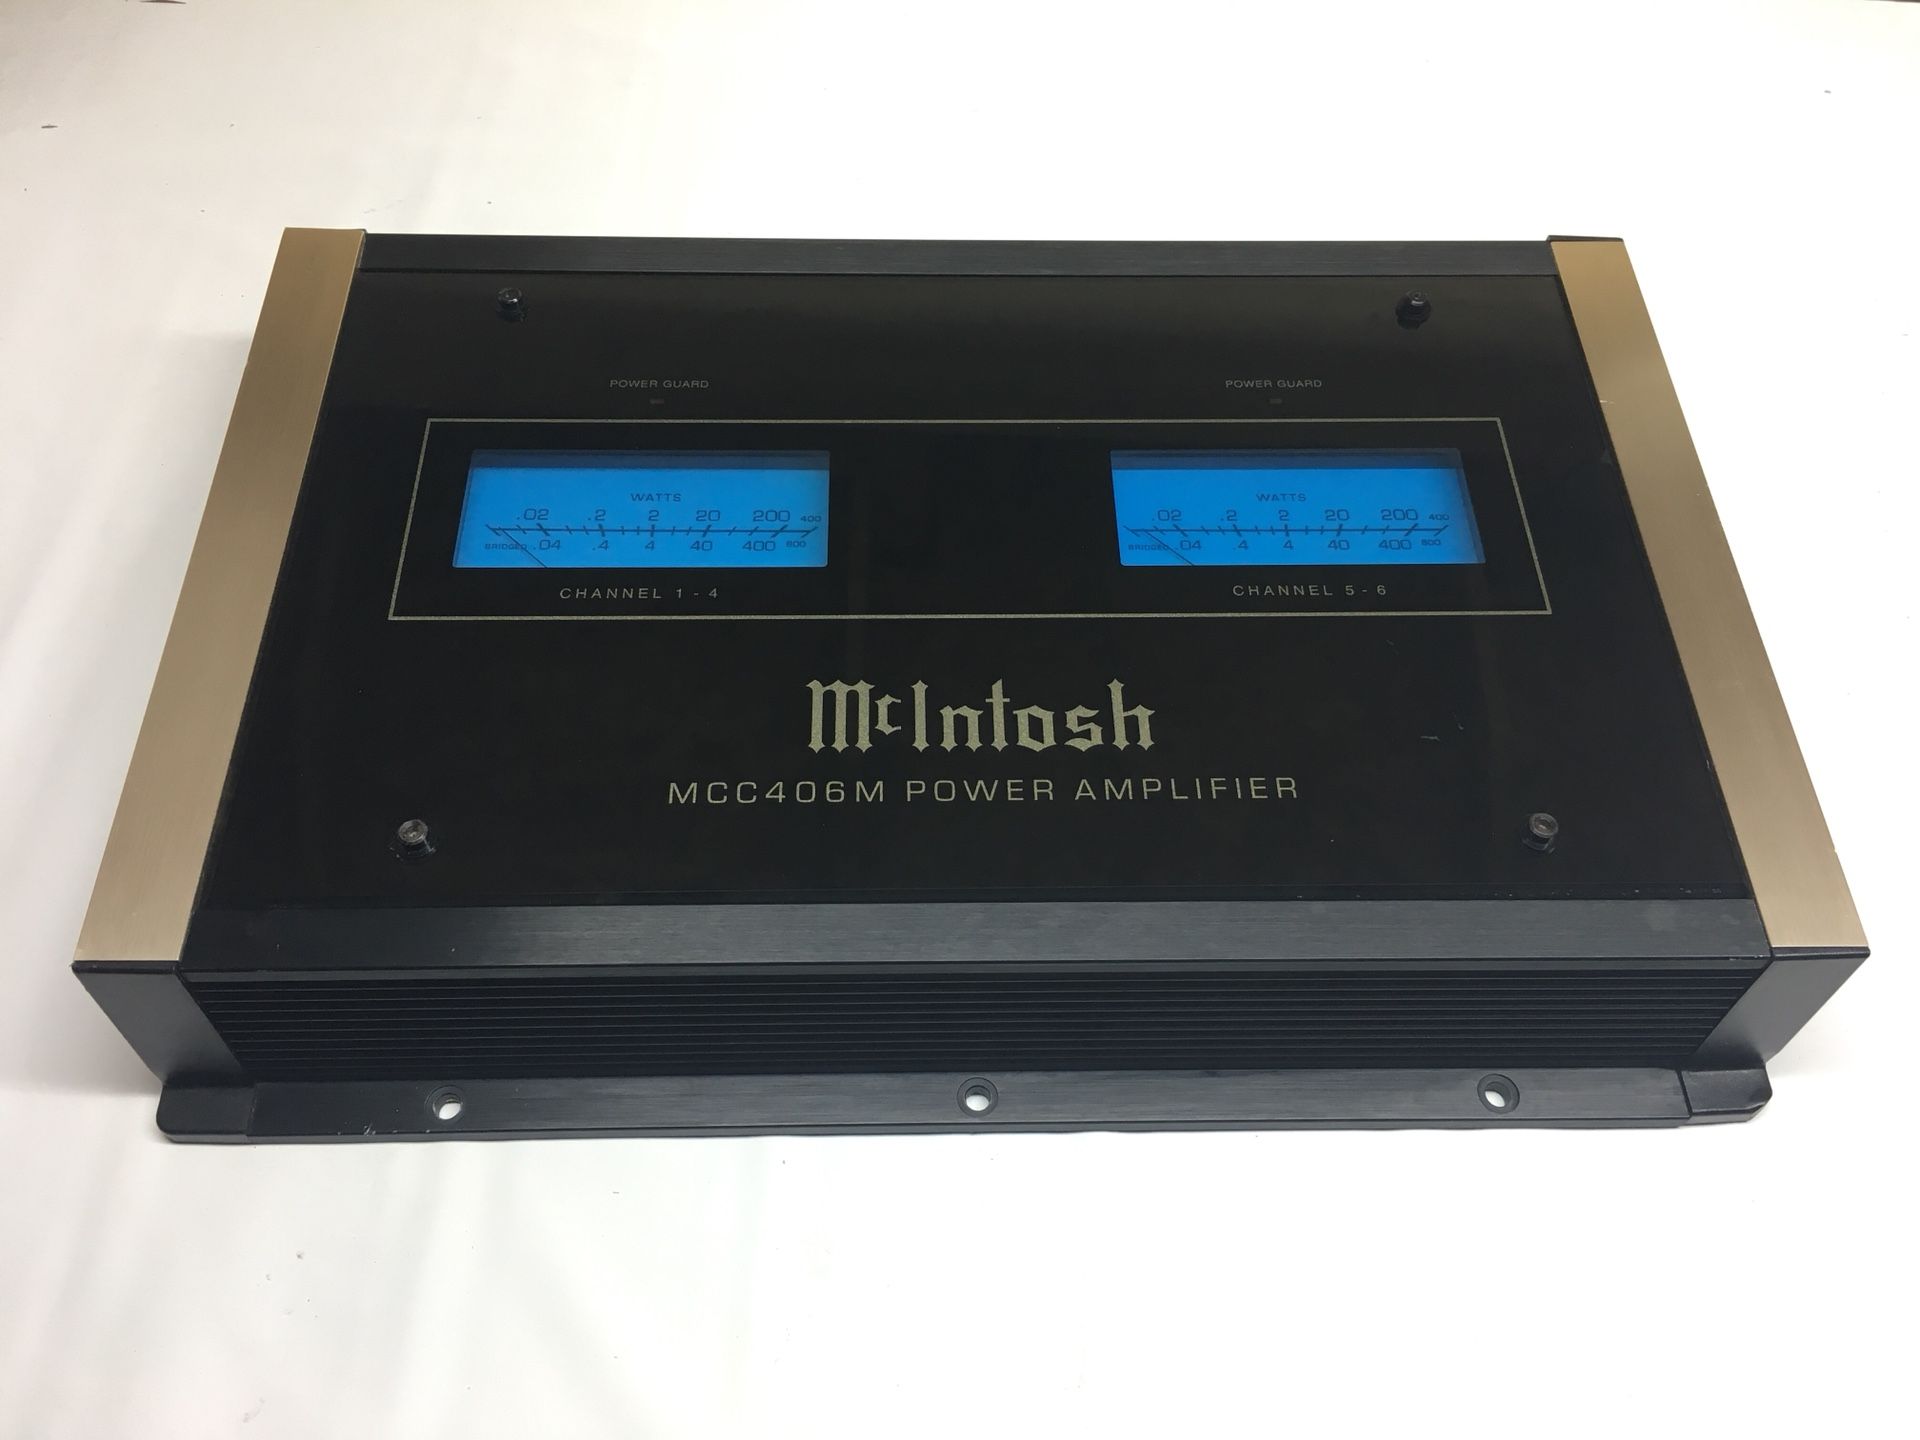 POWER GUARD
POWER GUARD
WATTS
.02 .2 2 20 200 400
BRIDGED .04 .4 4 40 400 800
CHANNEL 1 - 4
WATTS
.02 .2 2 20 200 400
BRIDGED .04 .4 4 40 400 800
CHANNEL 5 - 6
McIntosh
MCC406M POWER AMPLIFIER